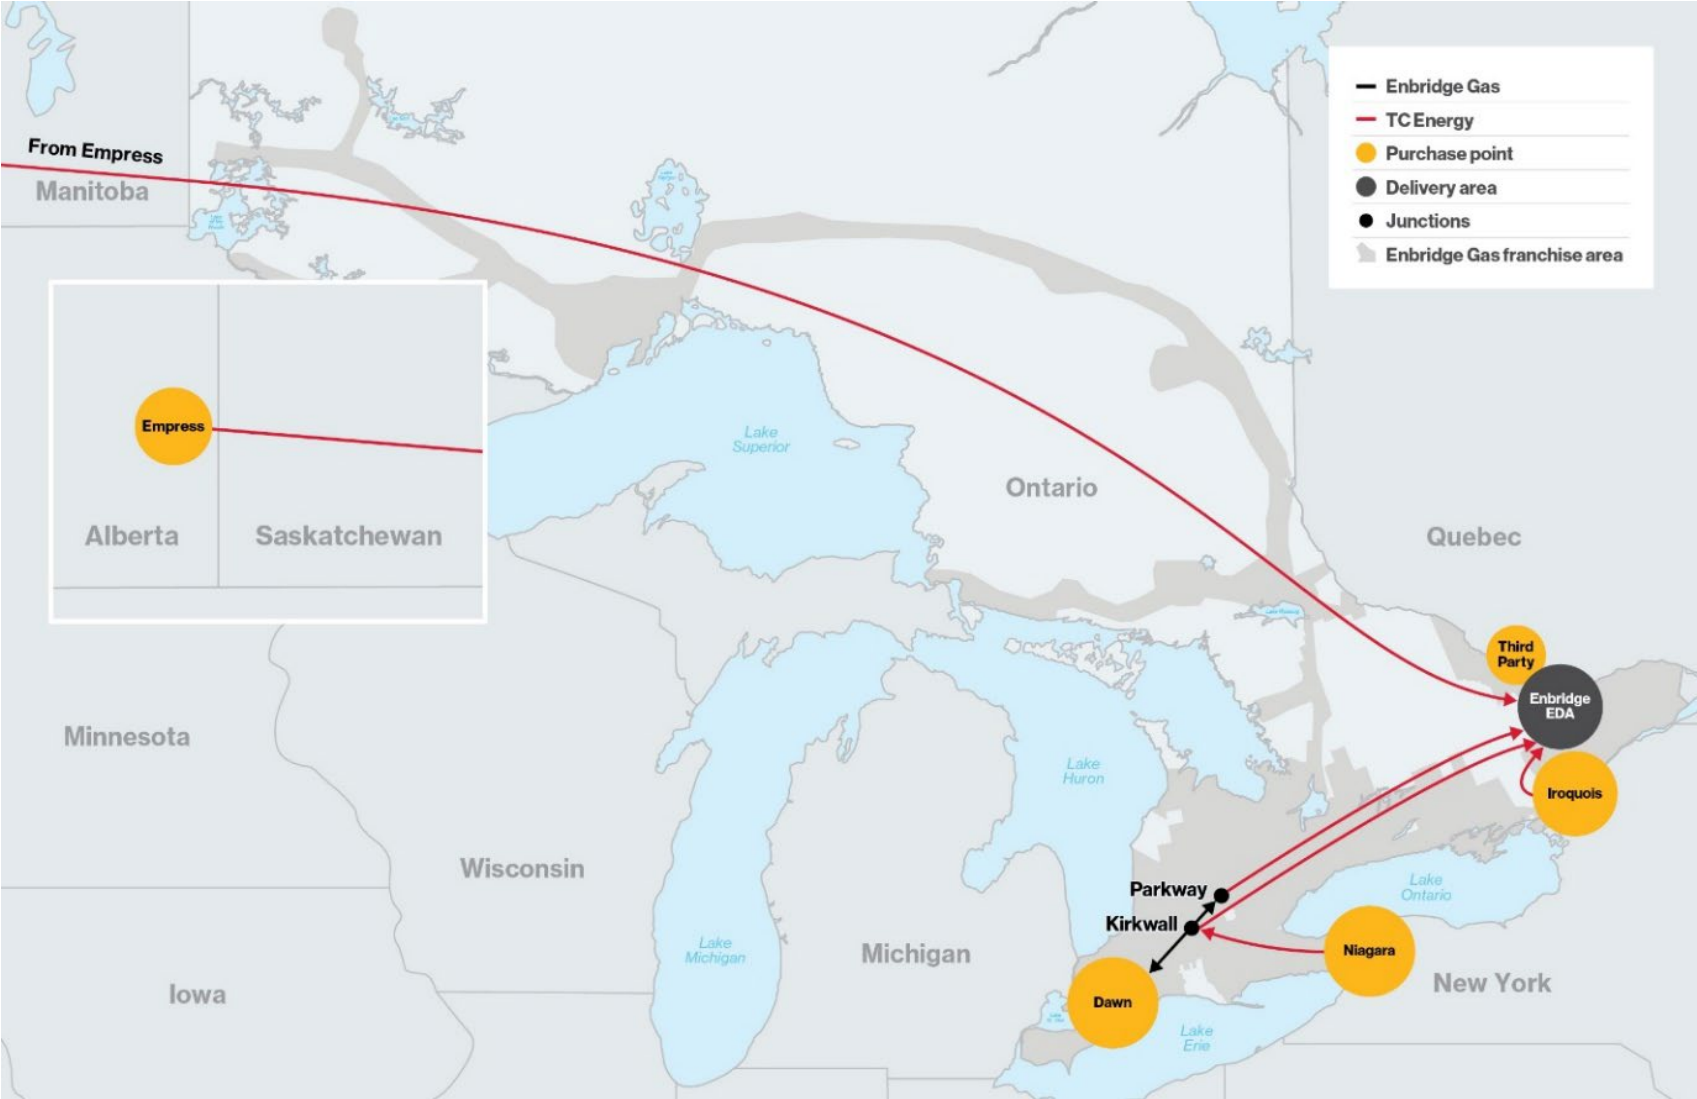 Enbridge Gas
TC Energy
Purchase point
Delivery area
Junctions
Enbridge Gas franchise area
From Empress
Manitoba
Empress
Alberta
Saskatchewan
Lake
Superior
Ontario
Quebec
Third
Party
Enbridge
EDA
Iroquois
Minnesota
Lake
Huron
Wisconsin
Parkway
Kirkwall
Lake
Ontario
Niagara
New York
Lake
Michigan
Michigan
Iowa
Dawn
Lake
Erie